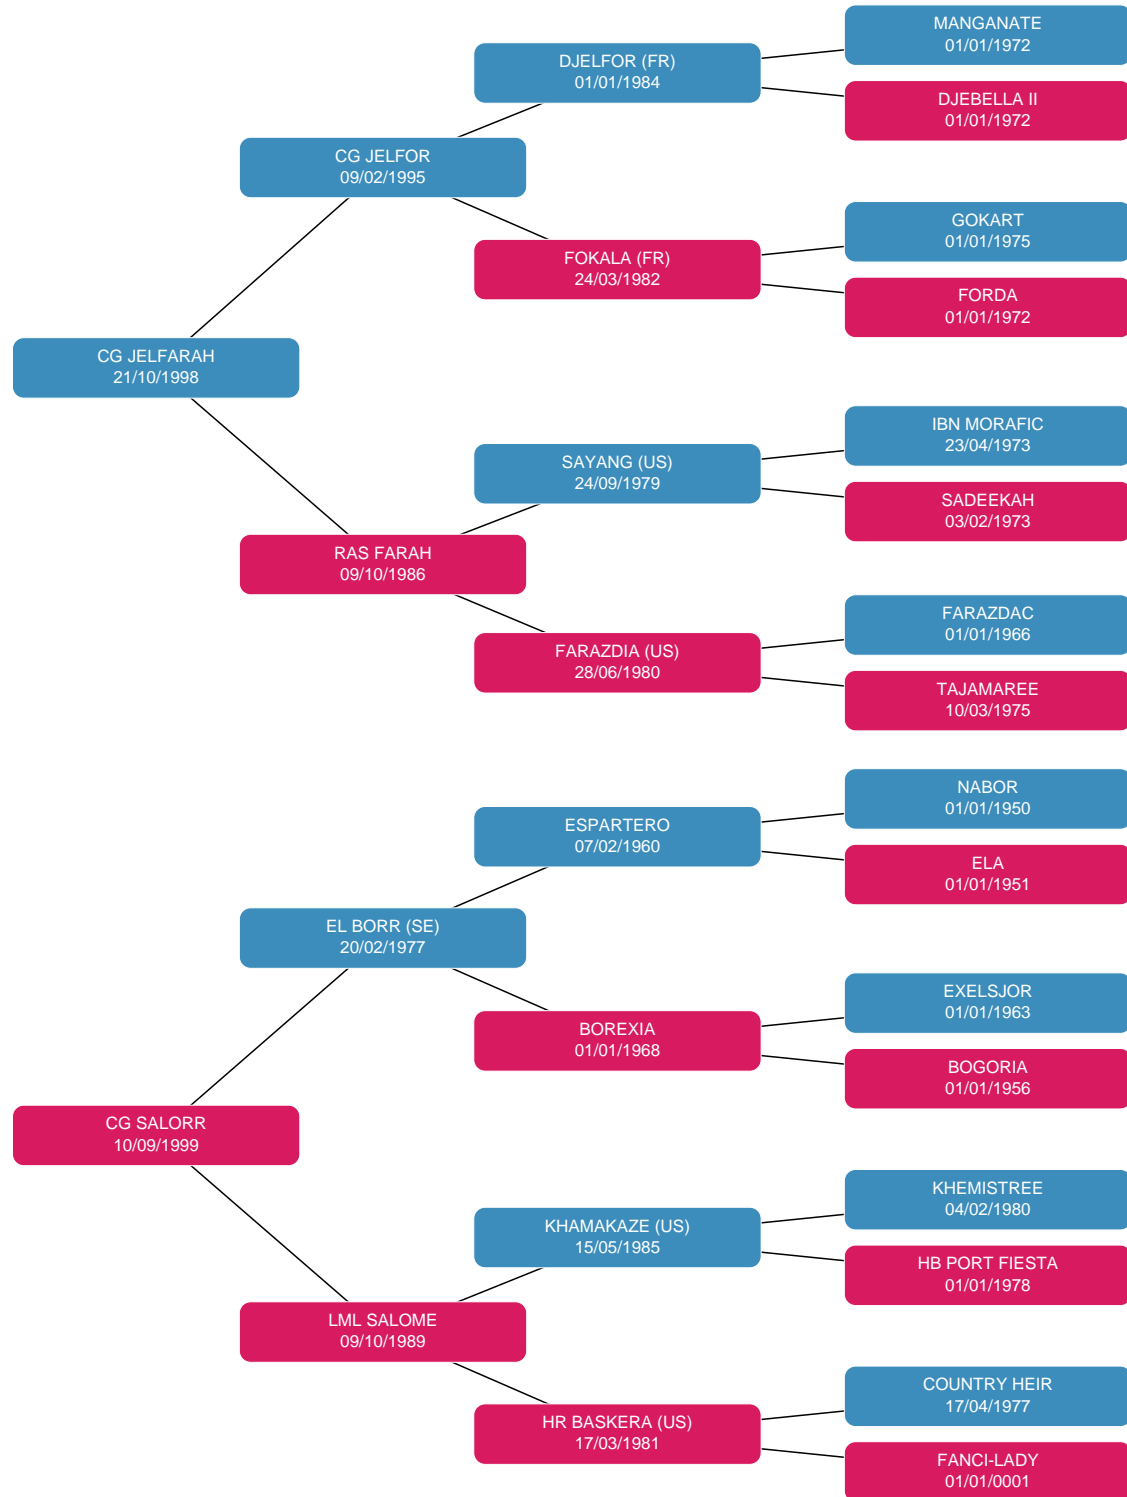 MANGANATE
01/01/1972
DJELFOR (FR)
01/01/1984
DJEBELLA II
01/01/1972
CG JELFOR
09/02/1995
GOKART
01/01/1975
FOKALA (FR)
24/03/1982
FORDA
01/01/1972
CG JELFARAH
21/10/1998
IBN MORAFIC
23/04/1973
SAYANG (US)
24/09/1979
SADEEKAH
03/02/1973
RAS FARAH
09/10/1986
FARAZDAC
01/01/1966
FARAZDIA (US)
28/06/1980
TAJAMAREE
10/03/1975
NABOR
01/01/1950
ESPARTERO
07/02/1960
ELA
01/01/1951
EL BORR (SE)
20/02/1977
EXELSJOR
01/01/1963
BOREXIA
01/01/1968
BOGORIA
01/01/1956
CG SALORR
10/09/1999
KHEMISTREE
04/02/1980
KHAMAKAZE (US)
15/05/1985
HB PORT FIESTA
01/01/1978
LML SALOME
09/10/1989
COUNTRY HEIR
17/04/1977
HR BASKERA (US)
17/03/1981
FANCI-LADY
01/01/0001